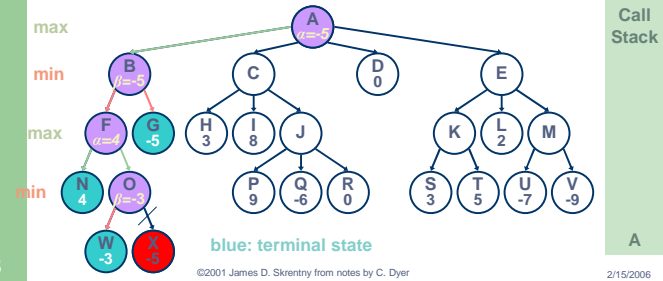 max
A
α=-5
Call
Stack
min
B
β=-5
C
D
0
E
max
F
α=4
G
-5
H
3
I
8
J
K
L
2
M
min
N
4
O
β=-3
P
9
Q
-6
R
0
S
3
T
5
U
-7
V
-9
W
-3
X
-5
blue: terminal state
A
©2001 James D. Skrentny from notes by C. Dyer
2/15/2006